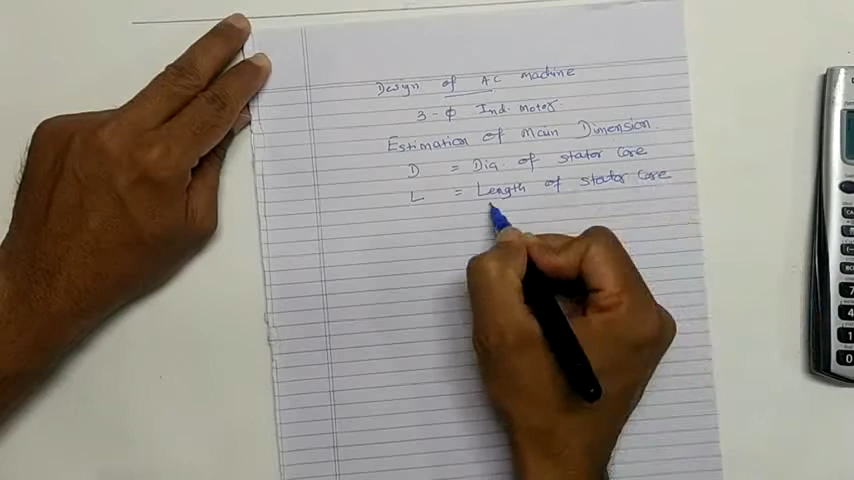 Design of AC machine
3-ϕ Ind. motor.
Estimation of Main Dimension.
D = Dia. of stator Core
L = Length of stator Core